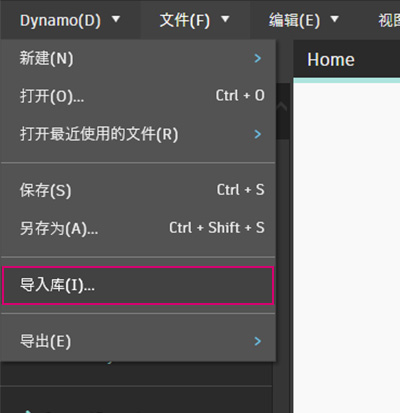 Dynamo(D) 文件(F) 编辑(E) 视图
新建(N)
打开(O)... Ctrl + O
打开最近使用的文件(R)
保存(S) Ctrl + S
另存为(A)... Ctrl + Shift + S
导入库(I)...
导出(E)
Home